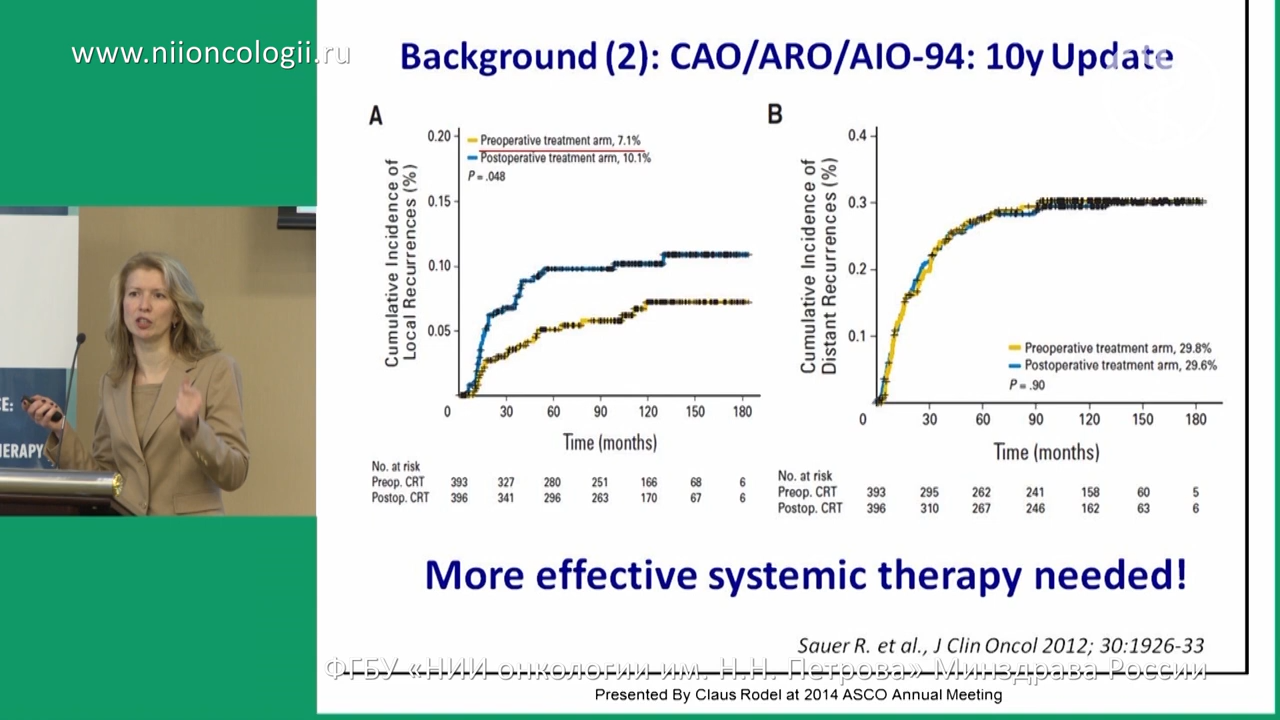 www.niioncologii.ru
Background (2): CAO/ARO/AIO-94: 10y Update
A
Cumulative Incidence of
Local Recurrences (%)
0.20
0.15
0.10
0.05
Preoperative treatment arm, 7.1%
Postoperative treatment arm, 10.1%
P = .048
0 30 60 90 120 150 180
Time (months)
No. at risk
Preop. CRT 393 327 280 251 166 68 6
Postop. CRT 396 341 296 263 170 67 6
B
Cumulative Incidence of
Distant Recurrences (%)
0.4
0.3
0.2
0.1
Preoperative treatment arm, 29.8%
Postoperative treatment arm, 29.6%
P = .90
0 30 60 90 120 150 180
Time (months)
No. at risk
Preop. CRT 393 295 262 241 158 60 5
Postop. CRT 396 310 267 246 162 63 6
CE:
HERAPY
More effective systemic therapy needed!
Sauer R. et al., J Clin Oncol 2012; 30:1926-33
ФГБУ «НИИ онкологии им. Н.Н. Петрова» Минздрава России
Presented By Claus Rodel at 2014 ASCO Annual Meeting